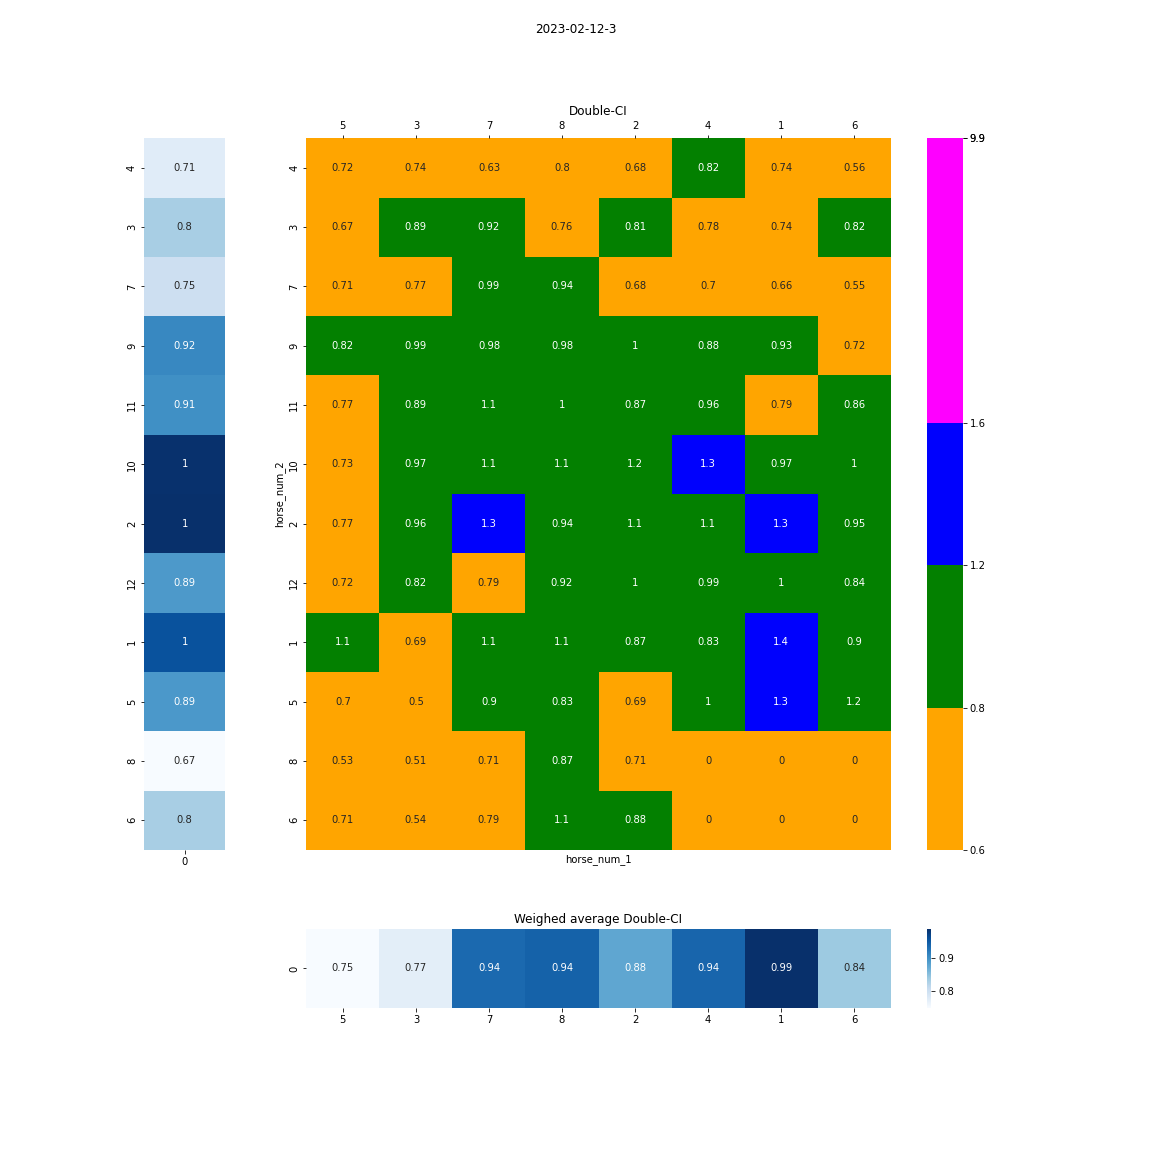 2023-02-12-3
Double-CI
5 3 7 8 2 4 1 6
9.9
4 0.71 4 0.72 0.74 0.63 0.8 0.68 0.82 0.74 0.56
3 0.8 3 0.67 0.89 0.92 0.76 0.81 0.78 0.74 0.82
7 0.75 7 0.71 0.77 0.99 0.94 0.68 0.7 0.66 0.55
9 0.92 9 0.82 0.99 0.98 0.98 1 0.88 0.93 0.72
11 0.91 11 0.77 0.89 1.1 1 0.87 0.96 0.79 0.86
1.6
10 1 10 0.73 0.97 1.1 1.1 1.2 1.3 0.97 1
horse_num_2
2 1 2 0.77 0.96 1.3 0.94 1.1 1.1 1.3 0.95
1.2
12 0.89 12 0.72 0.82 0.79 0.92 1 0.99 1 0.84
1 1 1 1.1 0.69 1.1 1.1 0.87 0.83 1.4 0.9
5 0.89 5 0.7 0.5 0.9 0.83 0.69 1 1.3 1.2
0.8
8 0.67 8 0.53 0.51 0.71 0.87 0.71 0 0 0
6 0.8 6 0.71 0.54 0.79 1.1 0.88 0 0 0
0.6
0
horse_num_1
Weighed average Double-CI
0.9
0 0.75 0.77 0.94 0.94 0.88 0.94 0.99 0.84
0.8
5 3 7 8 2 4 1 6